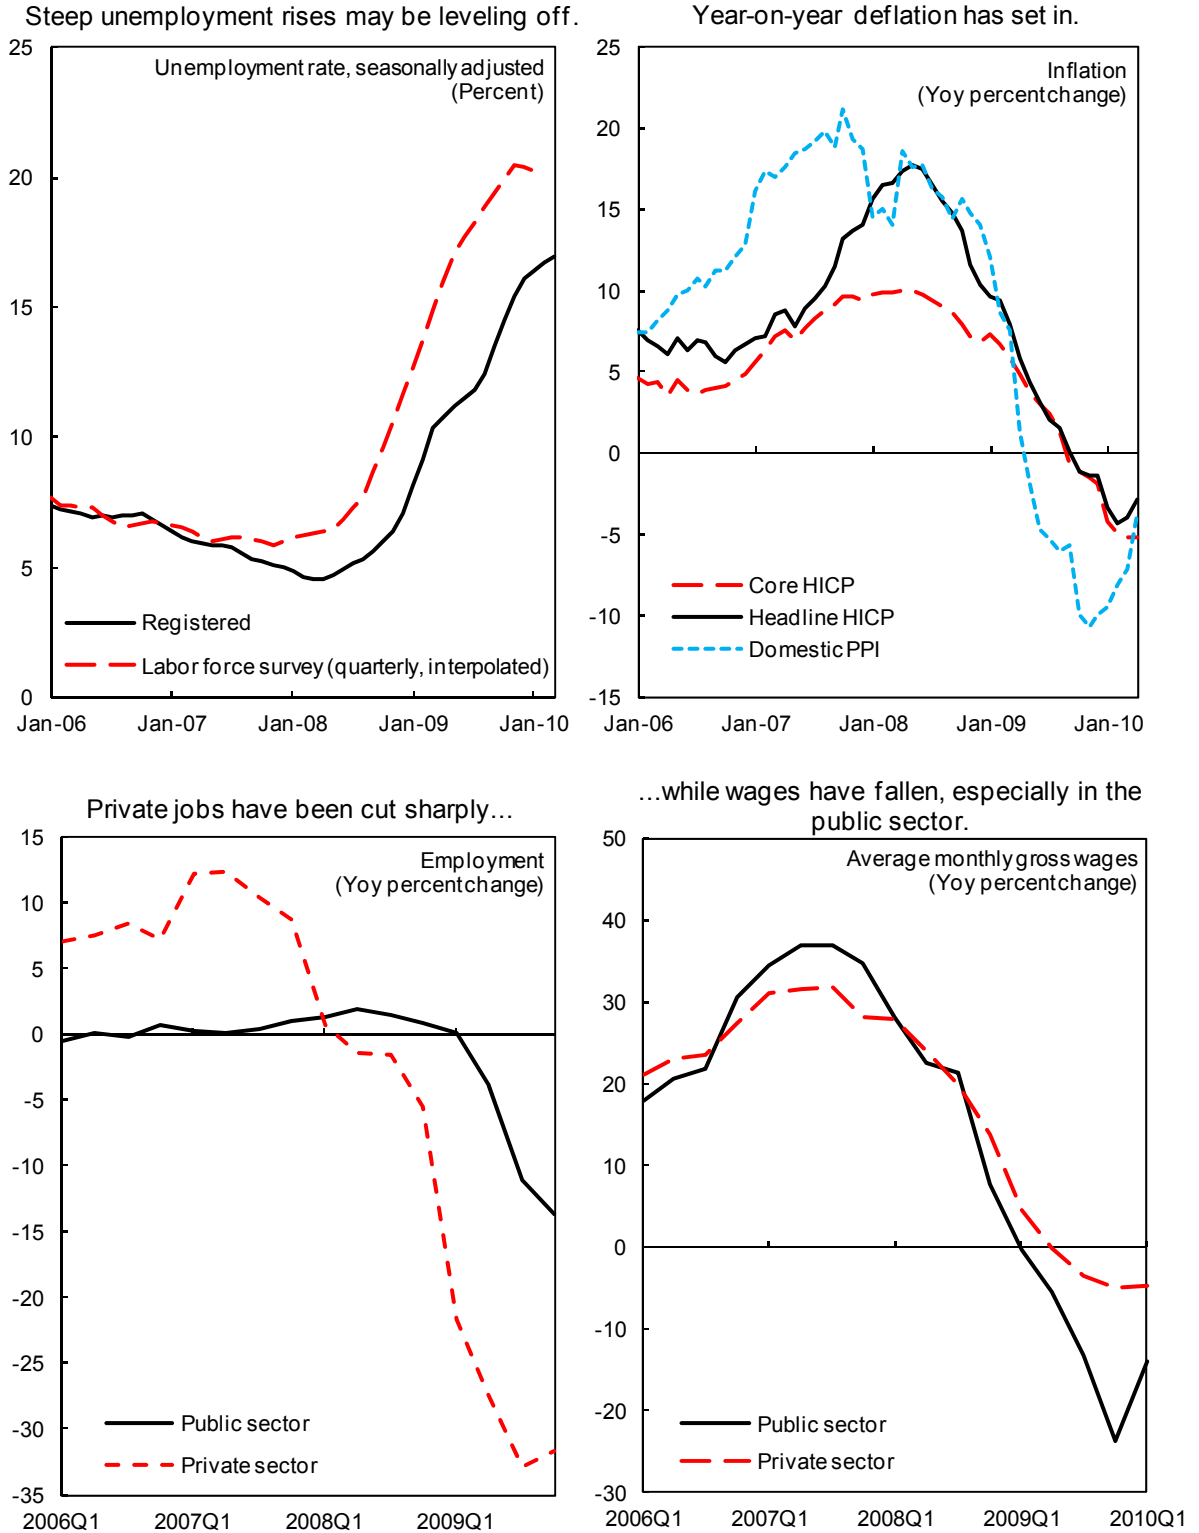 Steep unemployment rises may be leveling off.
25
Unemployment rate, seasonally adjusted
(Percent)
20
15
10
5
0
Registered
Labor force survey (quarterly, interpolated)
Jan-06 Jan-07 Jan-08 Jan-09 Jan-10
Year-on-year deflation has set in.
25
Inflation
(Yoy percent change)
20
15
10
5
0
-5
-10
-15
Core HICP
Headline HICP
Domestic PPI
Jan-06 Jan-07 Jan-08 Jan-09 Jan-10
Private jobs have been cut sharply...
15
Employment
(Yoy percent change)
10
5
0
-5
-10
-15
-20
-25
-30
-35
Public sector
Private sector
2006Q1 2007Q1 2008Q1 2009Q1
...while wages have fallen, especially in the
public sector.
50
Average monthly gross wages
(Yoy percent change)
40
30
20
10
0
-10
-20
-30
Public sector
Private sector
2006Q1 2007Q1 2008Q1 2009Q1 2010Q1